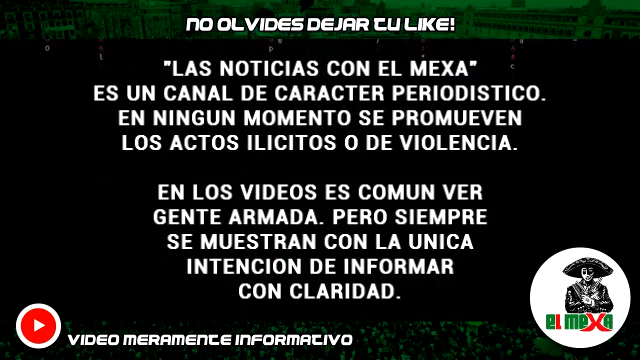 NO OLVIDES DEJAR TU LIKE!
"LAS NOTICIAS CON EL MEXA"
ES UN CANAL DE CARACTER PERIODISTICO.
EN NINGUN MOMENTO SE PROMUEVEN
LOS ACTOS ILICITOS O DE VIOLENCIA.
EN LOS VIDEOS ES COMUN VER
GENTE ARMADA. PERO SIEMPRE
SE MUESTRAN CON LA UNICA
INTENCION DE INFORMAR
CON CLARIDAD.
EL MEXA
VIDEO MERAMENTE INFORMATIVO